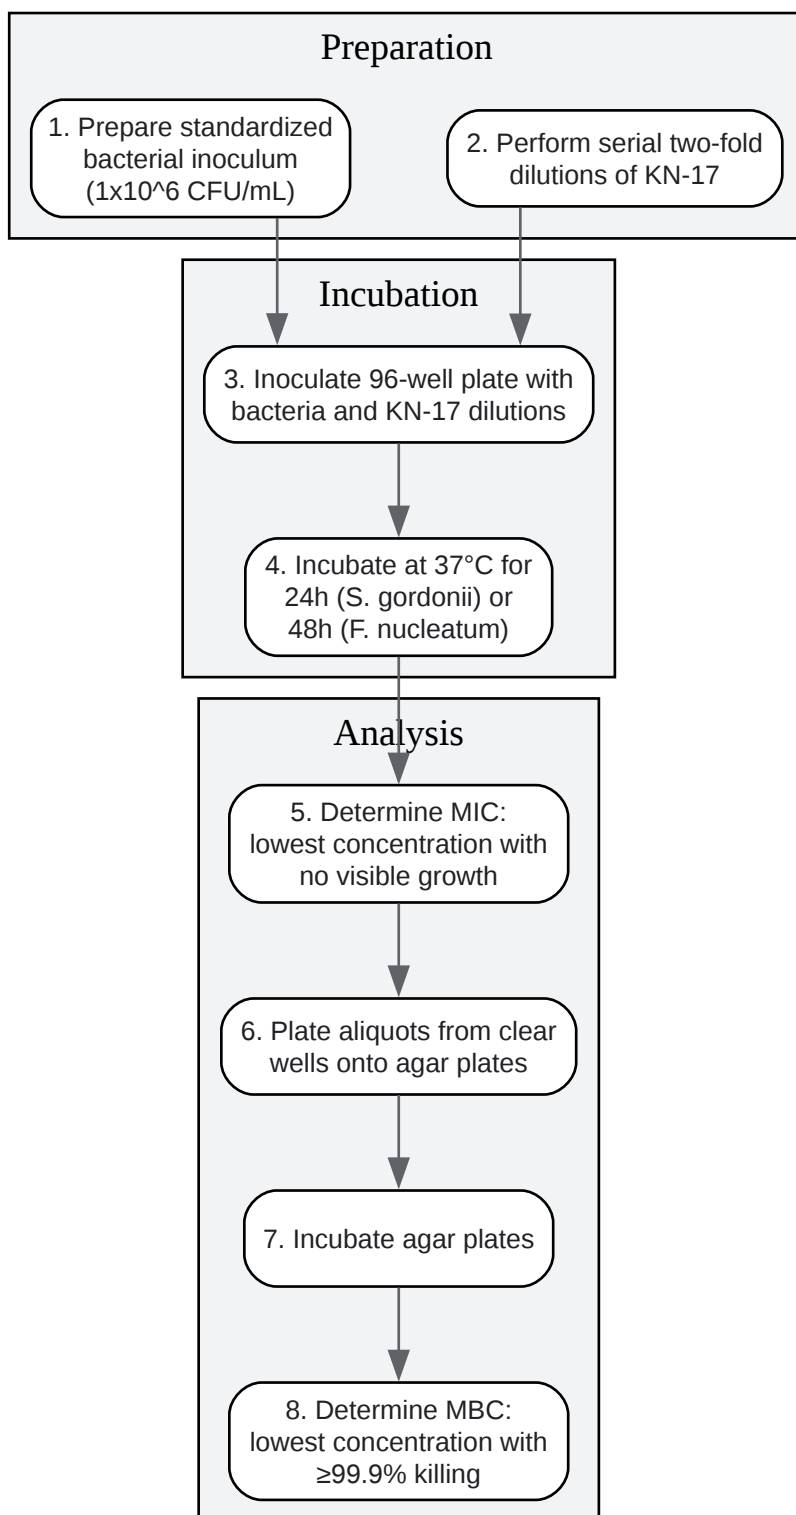 Preparation
1. Prepare standardized
bacterial inoculum
(1x10^6 CFU/mL)
2. Perform serial two-fold
dilutions of KN-17
Incubation
3. Inoculate 96-well plate with
bacteria and KN-17 dilutions
4. Incubate at 37°C for
24h (S. gordonii) or
48h (F. nucleatum)
Analysis
5. Determine MIC:
lowest concentration with
no visible growth
6. Plate aliquots from clear
wells onto agar plates
7. Incubate agar plates
8. Determine MBC:
lowest concentration with
≥99.9% killing